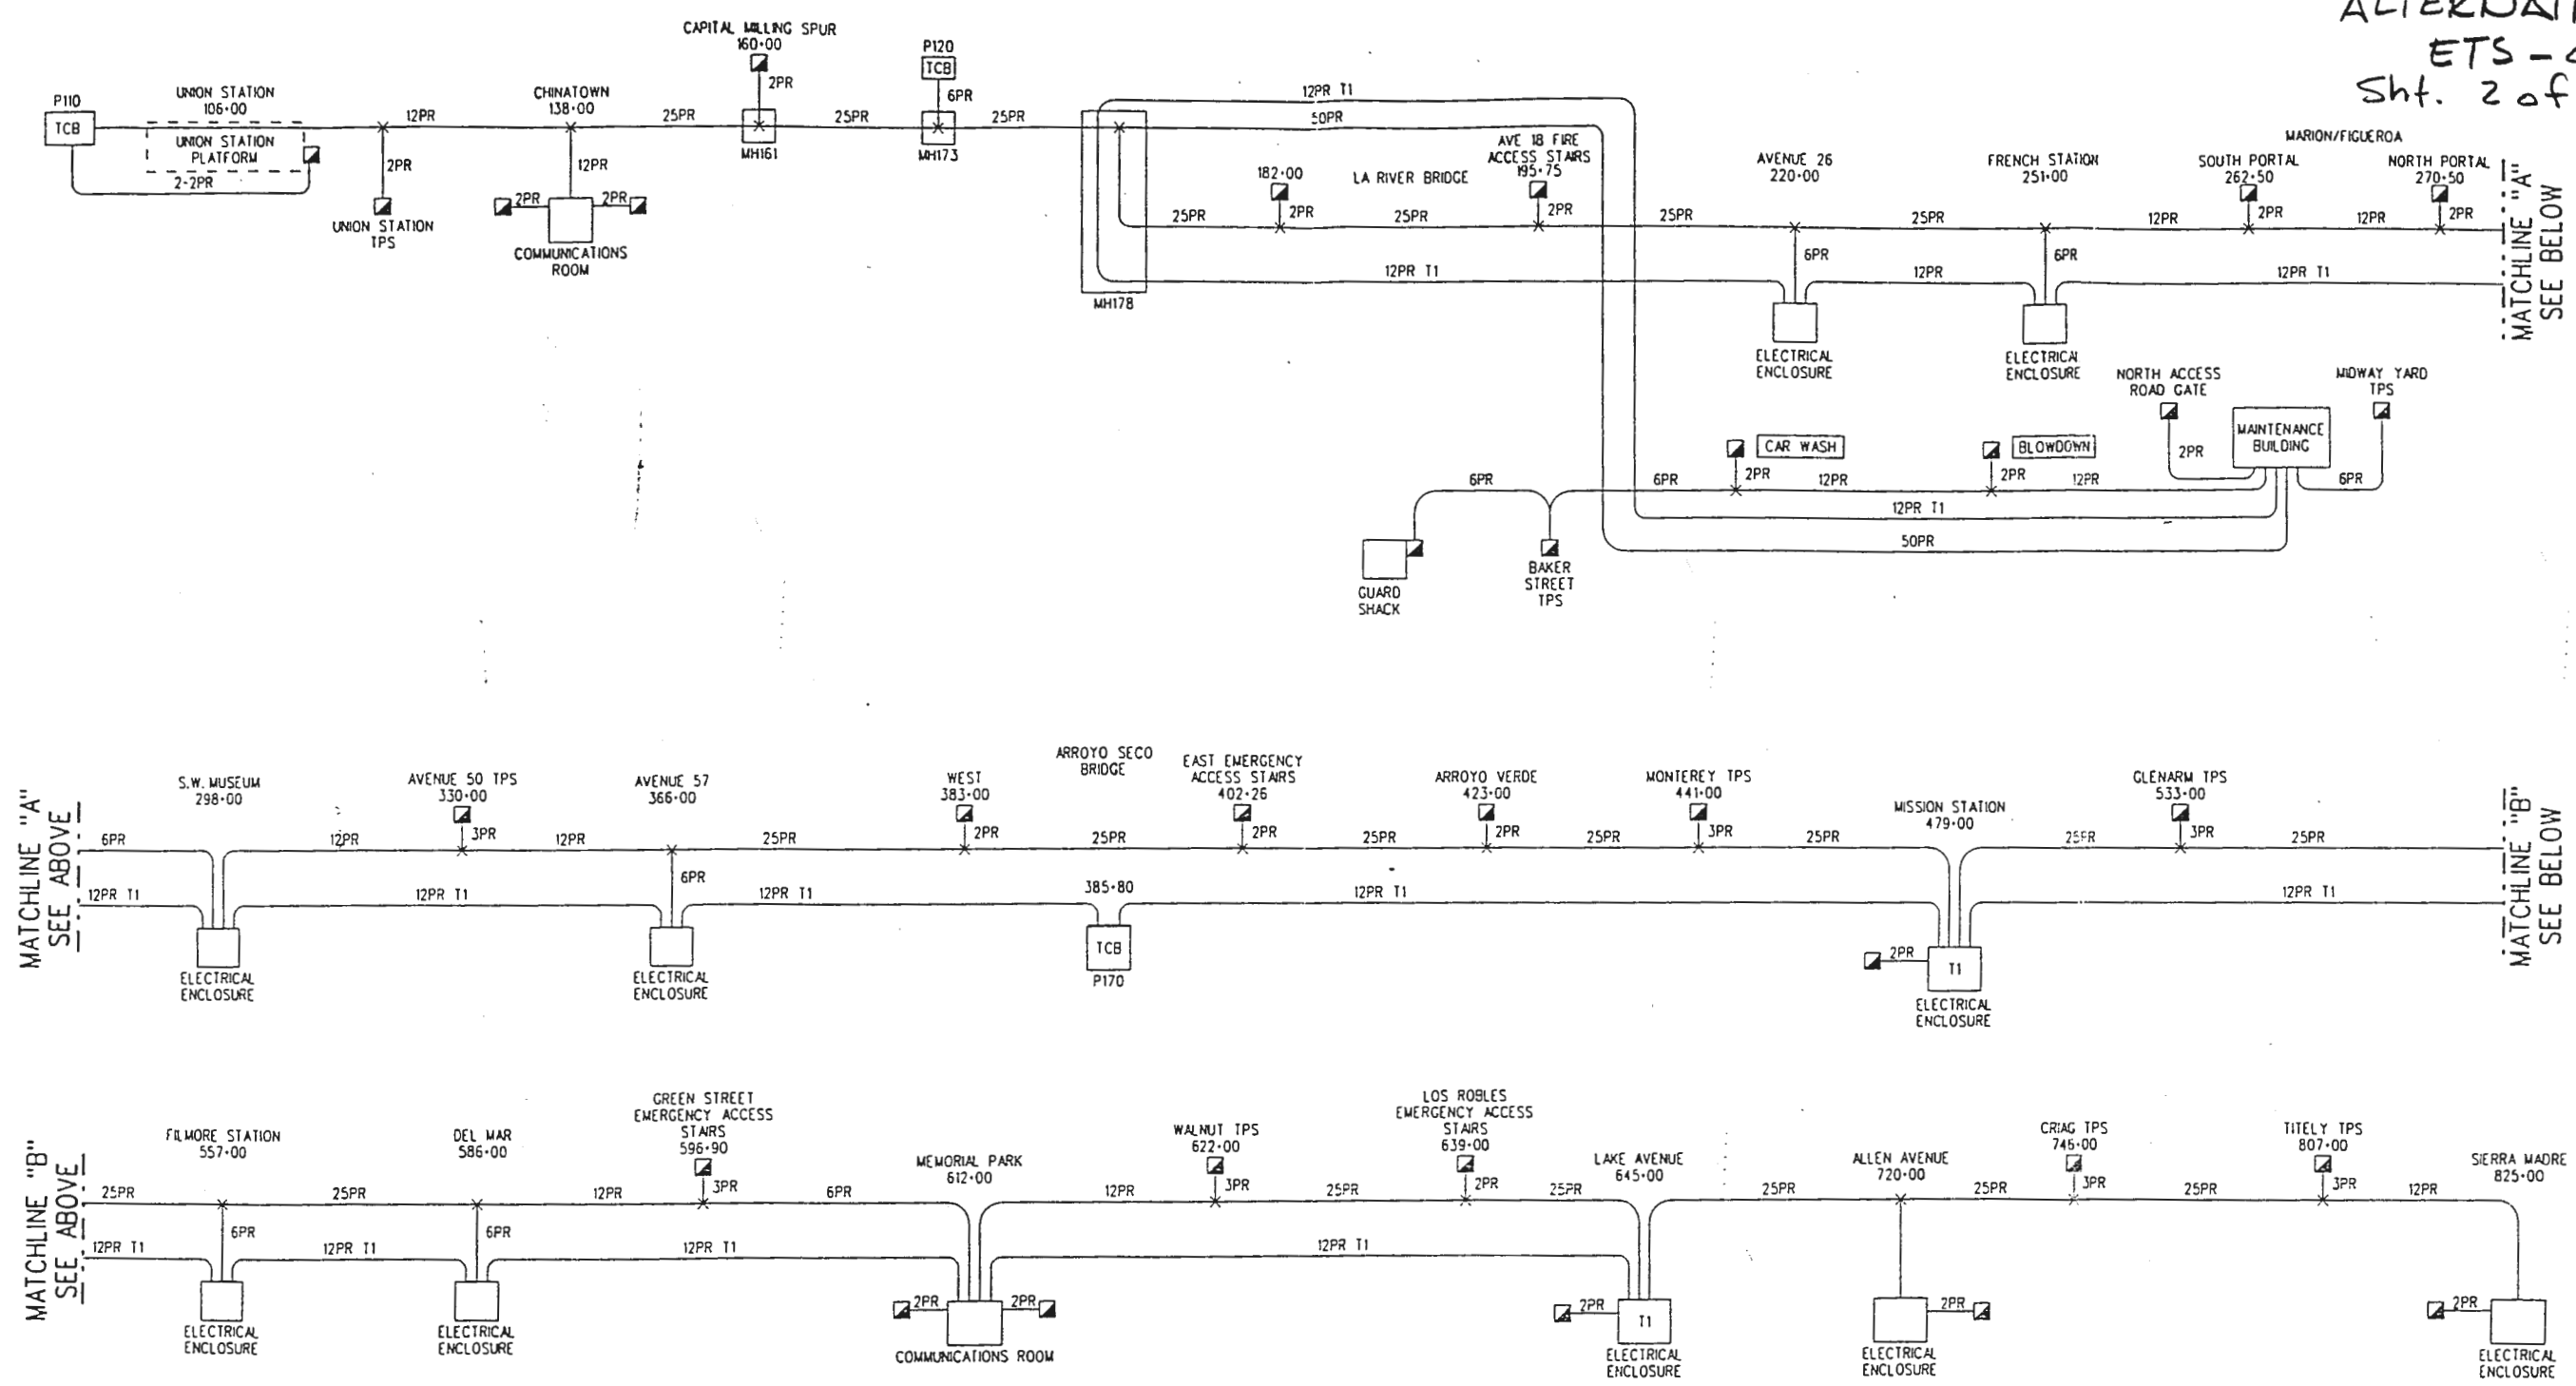 ALTERNATI
ETS -
Sht. 2 of
CAPITAL MILLING SPUR
160+00
2PR
P120
TCB
6PR
P110
TCB
UNION STATION
106+00
UNION STATION
PLATFORM
2-2PR
12PR
2PR
UNION STATION
TPS
CHINATOWN
138+00
12PR
2PR
2PR
COMMUNICATIONS
ROOM
25PR
MH161
25PR
MH173
25PR
MH178
12PR T1
50PR
25PR
182+00
2PR
LA RIVER BRIDGE
25PR
AVE 18 FIRE
ACCESS STAIRS
195+75
2PR
25PR
AVENUE 26
220+00
6PR
25PR
FRENCH STATION
251+00
6PR
12PR
MARION/FIGUEROA
SOUTH PORTAL
262+50
2PR
12PR
NORTH PORTAL
270+50
2PR
MATCHLINE "A"
SEE BELOW
12PR T1
12PR
12PR T1
ELECTRICAL
ENCLOSURE
ELECTRICAL
ENCLOSURE
NORTH ACCESS
ROAD GATE
2PR
MAINTENANCE
BUILDING
MIDWAY YARD
TPS
6PR
6PR
6PR
CAR WASH
2PR
12PR
BLOWDOWN
2PR
12PR
12PR T1
50PR
GUARD
SHACK
BAKER
STREET
TPS
MATCHLINE "A"
SEE ABOVE
6PR
S.W. MUSEUM
298+00
12PR
AVENUE 50 TPS
330+00
3PR
12PR
AVENUE 57
366+00
6PR
25PR
WEST
383+00
2PR
ARROYO SECO
BRIDGE
25PR
EAST EMERGENCY
ACCESS STAIRS
402+26
2PR
25PR
ARROYO VERDE
423+00
2PR
25PR
MONTEREY TPS
441+00
3PR
25PR
MISSION STATION
479+00
25PR
GLENARM TPS
533+00
3PR
25PR
MATCHLINE "B"
SEE BELOW
12PR T1
12PR T1
12PR T1
385+80
12PR T1
12PR T1
ELECTRICAL
ENCLOSURE
ELECTRICAL
ENCLOSURE
TCB
P170
2PR
T1
ELECTRICAL
ENCLOSURE
MATCHLINE "B"
SEE ABOVE
25PR
FILMORE STATION
557+00
6PR
25PR
DEL MAR
586+00
6PR
12PR
GREEN STREET
EMERGENCY ACCESS
STAIRS
596+90
3PR
6PR
MEMORIAL PARK
612+00
12PR
WALNUT TPS
622+00
3PR
25PR
LOS ROBLES
EMERGENCY ACCESS
STAIRS
639+00
2PR
25PR
LAKE AVENUE
645+00
25PR
ALLEN AVENUE
720+00
25PR
CRIAG TPS
746+00
3PR
25PR
TITELY TPS
807+00
3PR
12PR
SIERRA MADRE
825+00
12PR T1
12PR T1
12PR T1
12PR T1
ELECTRICAL
ENCLOSURE
ELECTRICAL
ENCLOSURE
2PR
2PR
COMMUNICATIONS ROOM
2PR
T1
ELECTRICAL
ENCLOSURE
2PR
ELECTRICAL
ENCLOSURE
2PR
ELECTRICAL
ENCLOSURE